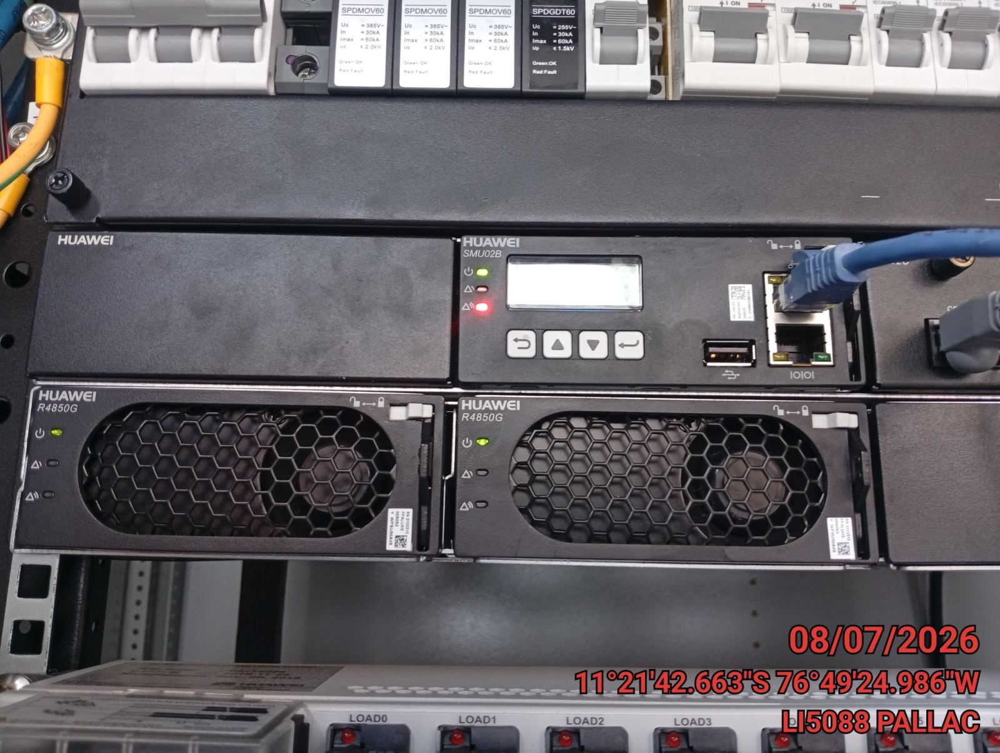 SPDMOV60
Uc = 385V~
In = 30kA
Imax = 60kA
Up ≤ 2.0kV
Green:OK
Red:Fault
SPDMOV60
Uc = 385V~
In = 30kA
Imax = 60kA
Up ≤ 2.0kV
Green:OK
Red:Fault
SPDMOV60
Uc = 385V~
In = 30kA
Imax = 60kA
Up ≤ 2.0kV
Green:OK
Red:Fault
SPDGDT60
Uc = 255V~
In = 30kA
Imax = 60kA
Up ≤ 1.5kV
Green:OK
Red:Fault
I ON
I ON
IEC60898-1
HUAWEI
HUAWEI
SMU02B
HUAWEI
R4850G
HUAWEI
R4850G
HUAWEI
LOAD0
LOAD1
LOAD2
LOAD3
08/07/2026
11°21'42.663"S 76°49'24.986"W
LI5088 PALLAC